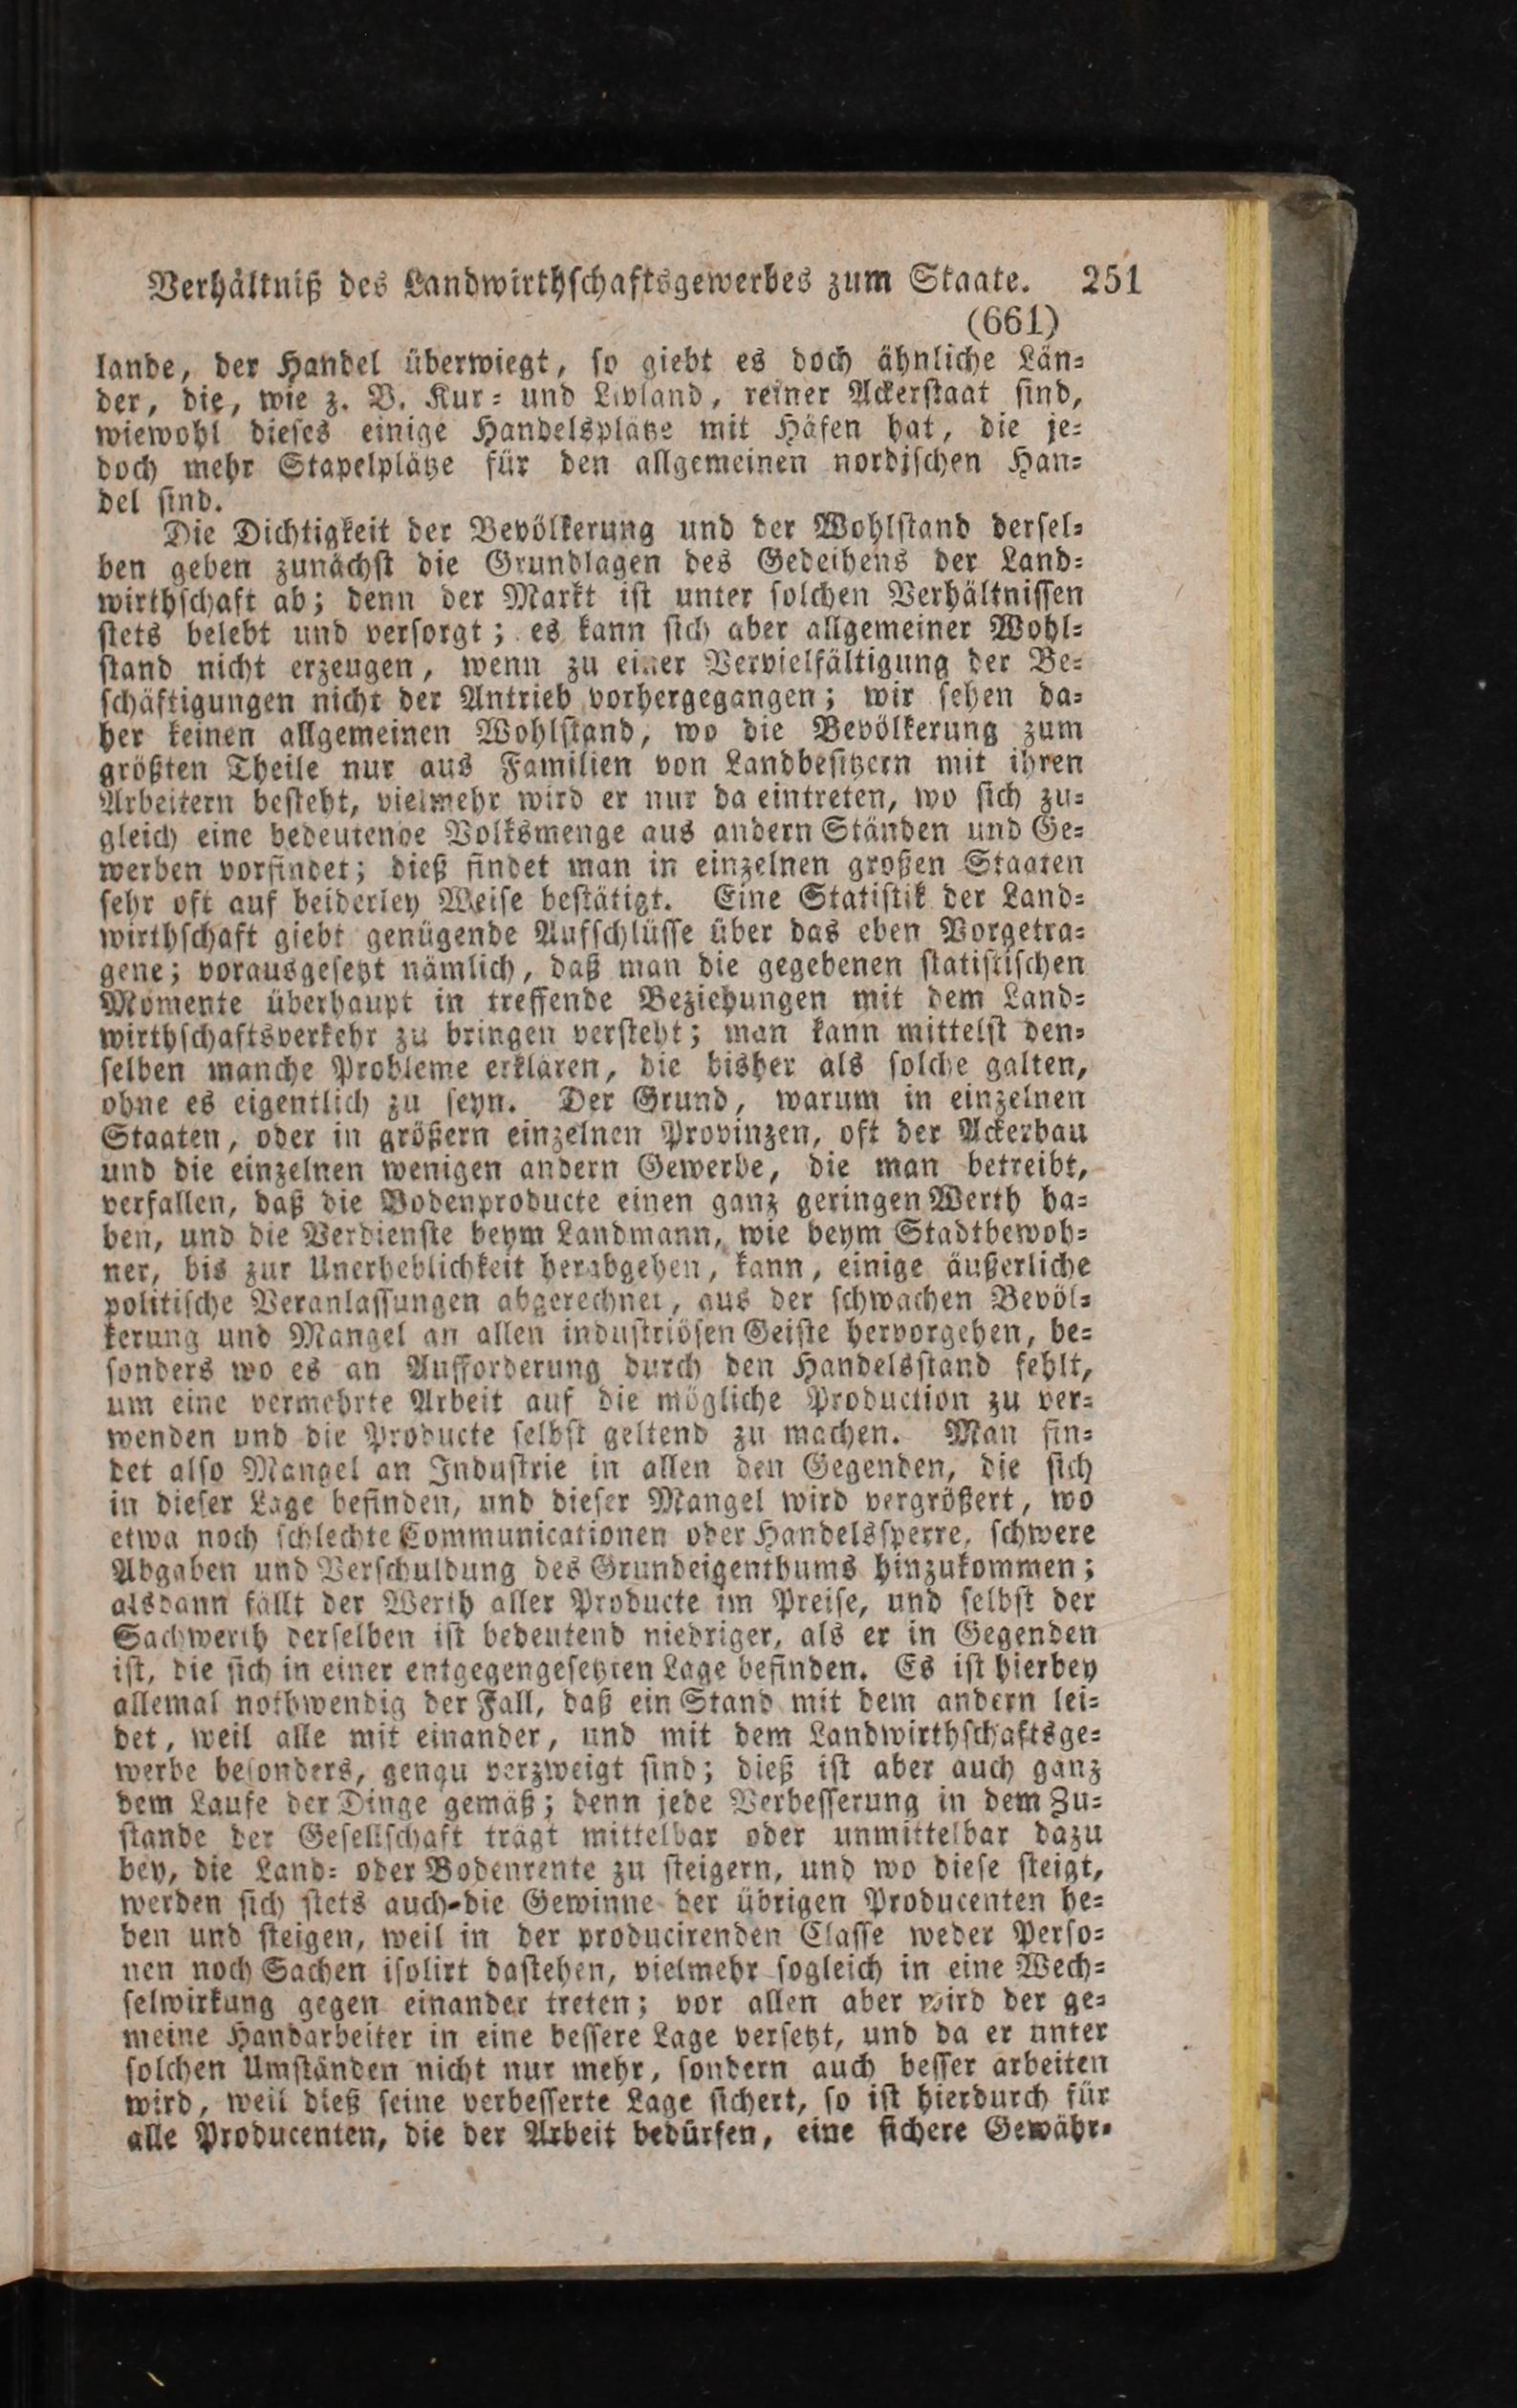 Verhältniß des Landwirthschaftsgewerbes zum Staate. 251
(661)
lande, der Handel überwiegt, so giebt es doch ähnliche Län-
der, die, wie z. B. Kur- und Livland, reiner Ackerstaat sind,
wiewohl dieses einige Handelsplätze mit Häfen hat, die je-
doch mehr Stapelplätze für den allgemeinen nordischen Han-
del sind.
Die Dichtigkeit der Bevölkerung und der Wohlstand dersel-
ben geben zunächst die Grundlagen des Gedeihens der Land-
wirthschaft ab; denn der Markt ist unter solchen Verhältnissen
stets belebt und versorgt; es kann sich aber allgemeiner Wohl-
stand nicht erzeugen, wenn zu einer Vervielfältigung der Be-
schäftigungen nicht der Antrieb vorhergegangen; wir sehen da-
her keinen allgemeinen Wohlstand, wo die Bevölkerung zum
größten Theile nur aus Familien von Landbesitzern mit ihren
Arbeitern besteht, vielmehr wird er nur da eintreten, wo sich zu-
gleich eine bedeutende Volksmenge aus andern Ständen und Ge-
werben vorfindet; dieß findet man in einzelnen großen Staaten
sehr oft auf beiderley Weise bestätigt. Eine Statistik der Land-
wirthschaft giebt genügende Aufschlüsse über das eben Vorgetra-
gene; vorausgesetzt nämlich, daß man die gegebenen statistischen
Momente überhaupt in treffende Beziehungen mit dem Land-
wirthschaftsverkehr zu bringen versteht; man kann mittelst den-
selben manche Probleme erklären, die bisher als solche galten,
ohne es eigentlich zu seyn. Der Grund, warum in einzelnen
Staaten, oder in größern einzelnen Provinzen, oft der Ackerbau
und die einzelnen wenigen andern Gewerbe, die man betreibt,
verfallen, daß die Bodenproducte einen ganz geringen Werth ha-
ben, und die Verdienste beym Landmann, wie beym Stadtbewoh-
ner, bis zur Unerheblichkeit herabgehen, kann, einige äußerliche
politische Veranlassungen abgerechnet, aus der schwachen Bevöl-
kerung und Mangel an allen industriösen Geiste hervorgehen, be-
sonders wo es an Aufforderung durch den Handelsstand fehlt,
um eine vermehrte Arbeit auf die mögliche Production zu ver-
wenden und die Producte selbst geltend zu machen. Man fin-
det also Mangel an Industrie in allen den Gegenden, die sich
in dieser Lage befinden, und dieser Mangel wird vergrößert, wo
etwa noch schlechte Communicationen oder Handelssperre, schwere
Abgaben und Verschuldung des Grundeigenthums hinzukommen;
alsdann fällt der Werth aller Producte im Preise, und selbst der
Sachwerth derselben ist bedeutend niedriger, als er in Gegenden
ist, die sich in einer entgegengesetzten Lage befinden. Es ist hierbey
allemal nothwendig der Fall, daß ein Stand mit dem andern lei-
det, weil alle mit einander, und mit dem Landwirthschaftsge-
werbe besonders, genau verzweigt sind; dieß ist aber auch ganz
dem Laufe der Dinge gemäß; denn jede Verbesserung in dem Zu-
stande der Gesellschaft trägt mittelbar oder unmittelbar dazu
bey, die Land- oder Bodenrente zu steigern, und wo diese steigt,
werden sich stets auch die Gewinne der übrigen Producenten he-
ben und steigen, weil in der producirenden Classe weder Perso-
nen noch Sachen isolirt dastehen, vielmehr sogleich in eine Wech-
selwirkung gegen einander treten; vor allen aber wird der ge-
meine Handarbeiter in eine bessere Lage versetzt, und da er unter
solchen Umständen nicht nur mehr, sondern auch besser arbeiten
wird, weil dieß seine verbesserte Lage sichert, so ist hierdurch für
alle Producenten, die der Arbeit bedürfen, eine sichere Gewähr-